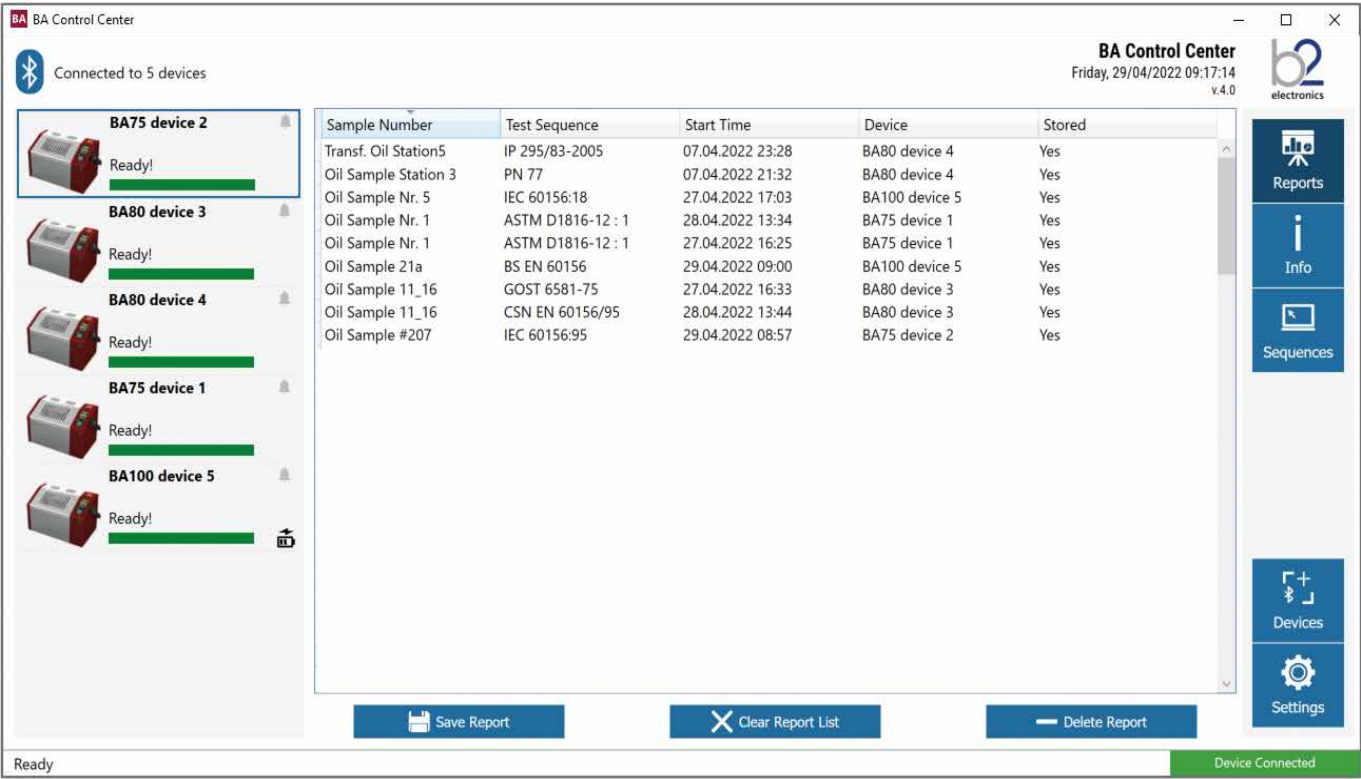 BA BA Control Center
Connected to 5 devices
BA Control Center
Friday, 29/04/2022 09:17:14
v.4.0
b2
electronics
BA75 device 2
Ready!
BA80 device 3
Ready!
BA80 device 4
Ready!
BA75 device 1
Ready!
BA100 device 5
Ready!
Sample Number Test Sequence Start Time Device Stored
Transf. Oil Station5 IP 295/83-2005 07.04.2022 23:28 BA80 device 4 Yes
Oil Sample Station 3 PN 77 07.04.2022 21:32 BA80 device 4 Yes
Oil Sample Nr. 5 IEC 60156:18 27.04.2022 17:03 BA100 device 5 Yes
Oil Sample Nr. 1 ASTM D1816-12 : 1 28.04.2022 13:34 BA75 device 1 Yes
Oil Sample Nr. 1 ASTM D1816-12 : 1 27.04.2022 16:25 BA75 device 1 Yes
Oil Sample 21a BS EN 60156 29.04.2022 09:00 BA100 device 5 Yes
Oil Sample 11_16 GOST 6581-75 27.04.2022 16:33 BA80 device 3 Yes
Oil Sample 11_16 CSN EN 60156/95 28.04.2022 13:44 BA80 device 3 Yes
Oil Sample #207 IEC 60156:95 29.04.2022 08:57 BA75 device 2 Yes
Reports
Info
Sequences
Devices
Settings
Save Report Clear Report List Delete Report
Ready Device Connected